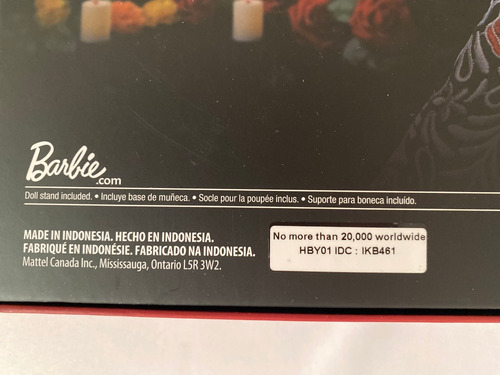 Barbie
.com
Doll stand included. • Incluye base de muñeca. • Socle pour la poupée inclus. • Suporte para boneca incluído.
MADE IN INDONESIA. HECHO EN INDONESIA.
FABRIQUÉ EN INDONÉSIE. FABRICADO NA INDONESIA.
Mattel Canada Inc., Mississauga, Ontario L5R 3W2.
No more than 20,000 worldwide
HBY01 IDC : IKB461